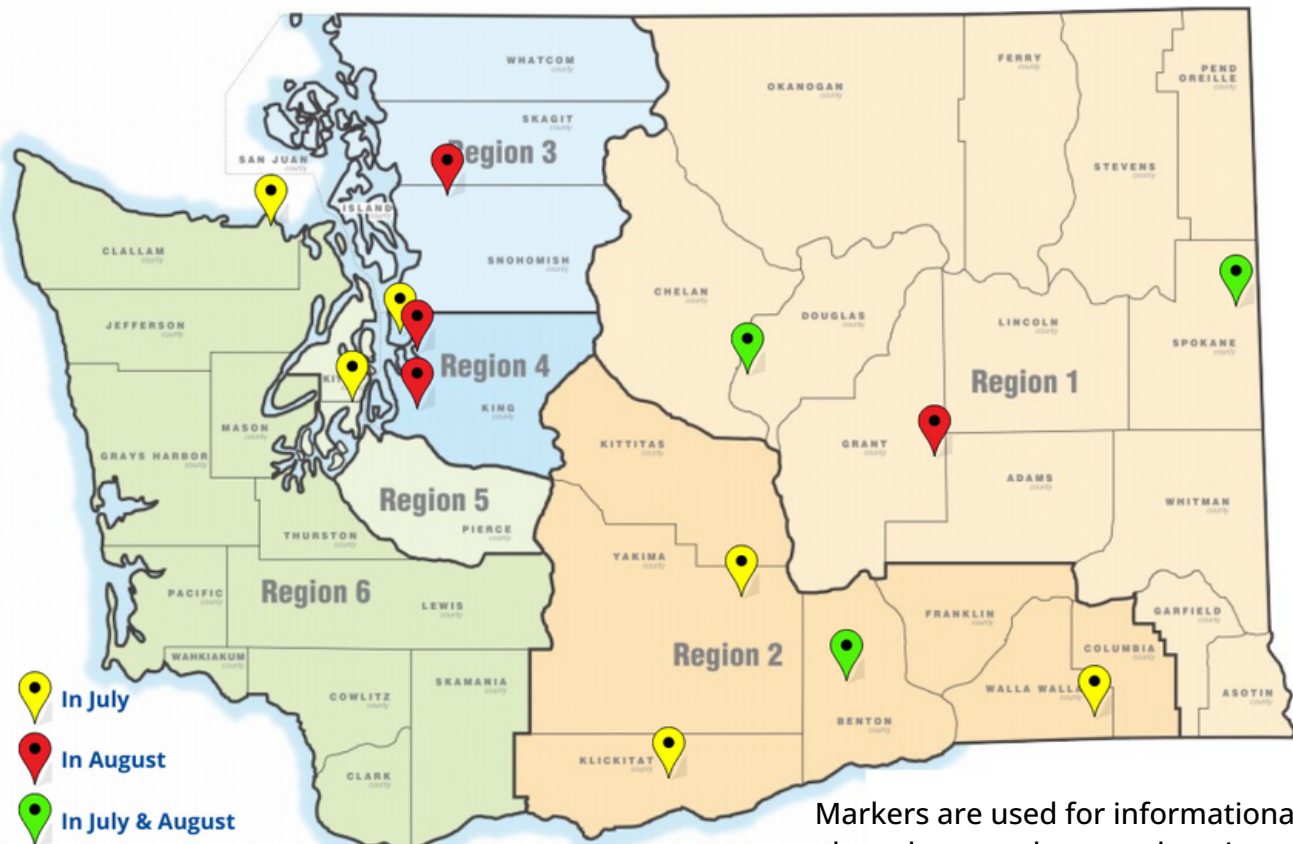 WHATCOM
county
OKANOGAN
county
FERRY
county
PEND
OREILLE
county
SKAGIT
county
Region 3
SAN JUAN
county
STEVENS
county
ISLAND
county
CLALLAM
county
SNOHOMISH
county
CHELAN
county
DOUGLAS
county
LINCOLN
county
SPOKANE
county
JEFFERSON
county
Region 4
KING
county
Region 1
MASON
county
GRAYS HARBOR
county
KITTITAS
county
GRANT
county
ADAMS
county
WHITMAN
county
Region 5
PIERCE
county
THURSTON
county
YAKIMA
county
PACIFIC
county
Region 6
LEWIS
county
FRANKLIN
county
GARFIELD
county
WAHKIAKUM
county
Region 2
COLUMBIA
county
COWLITZ
county
SKAMANIA
county
WALLA WALLA
BENTON
county
ASOTIN
county
KLICKITAT
county
CLARK
county
In July
In August
In July & August
Markers are used for informationa